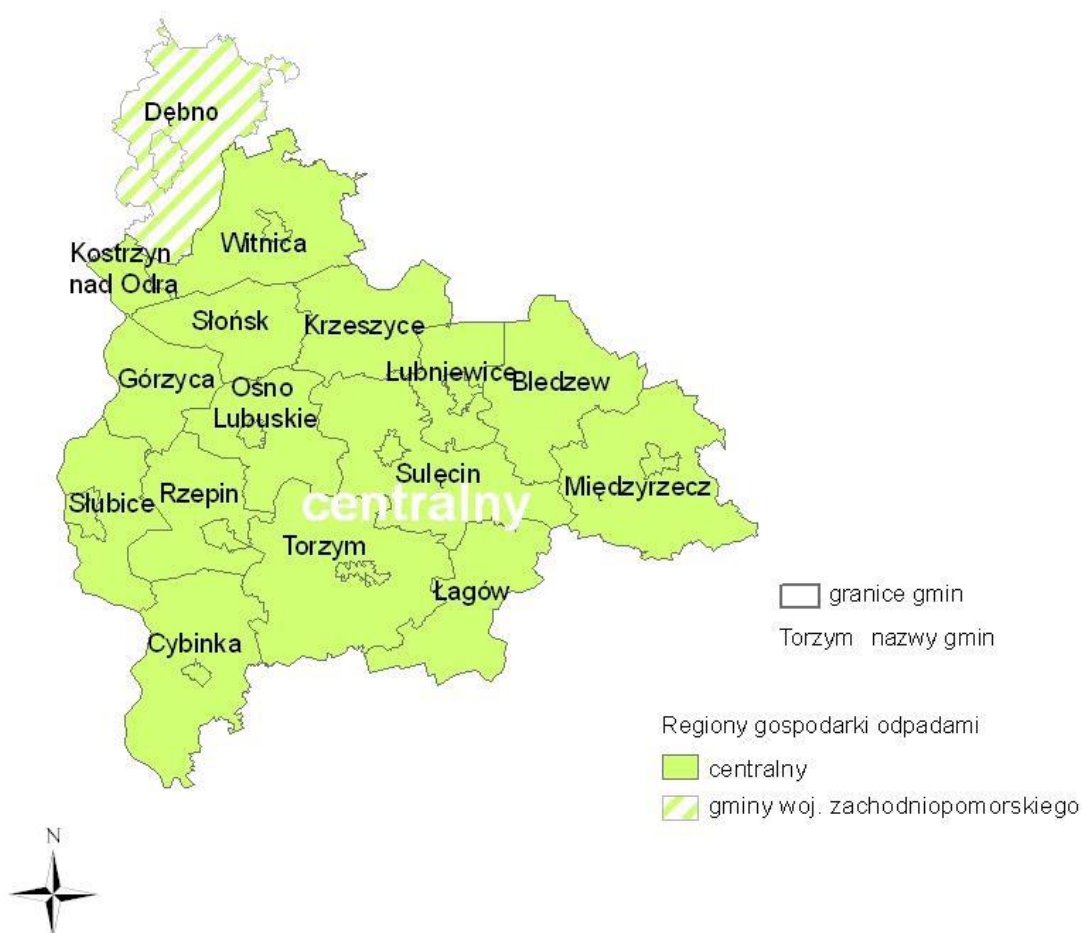 Dębno
Witnica
Kostrzyn
nad Odrą
Słońsk
Krzeszyce
Lubniewice
Bledzew
Górzyca
Ośno
Lubuskie
Sulęcin
Międzyrzecz
Słubice
Rzepin
centralny
Torzym
Łagów
Cybinka
granice gmin
Torzym nazwy gmin
Regiony gospodarki odpadami
centralny
gminy woj. zachodniopomorskiego
N